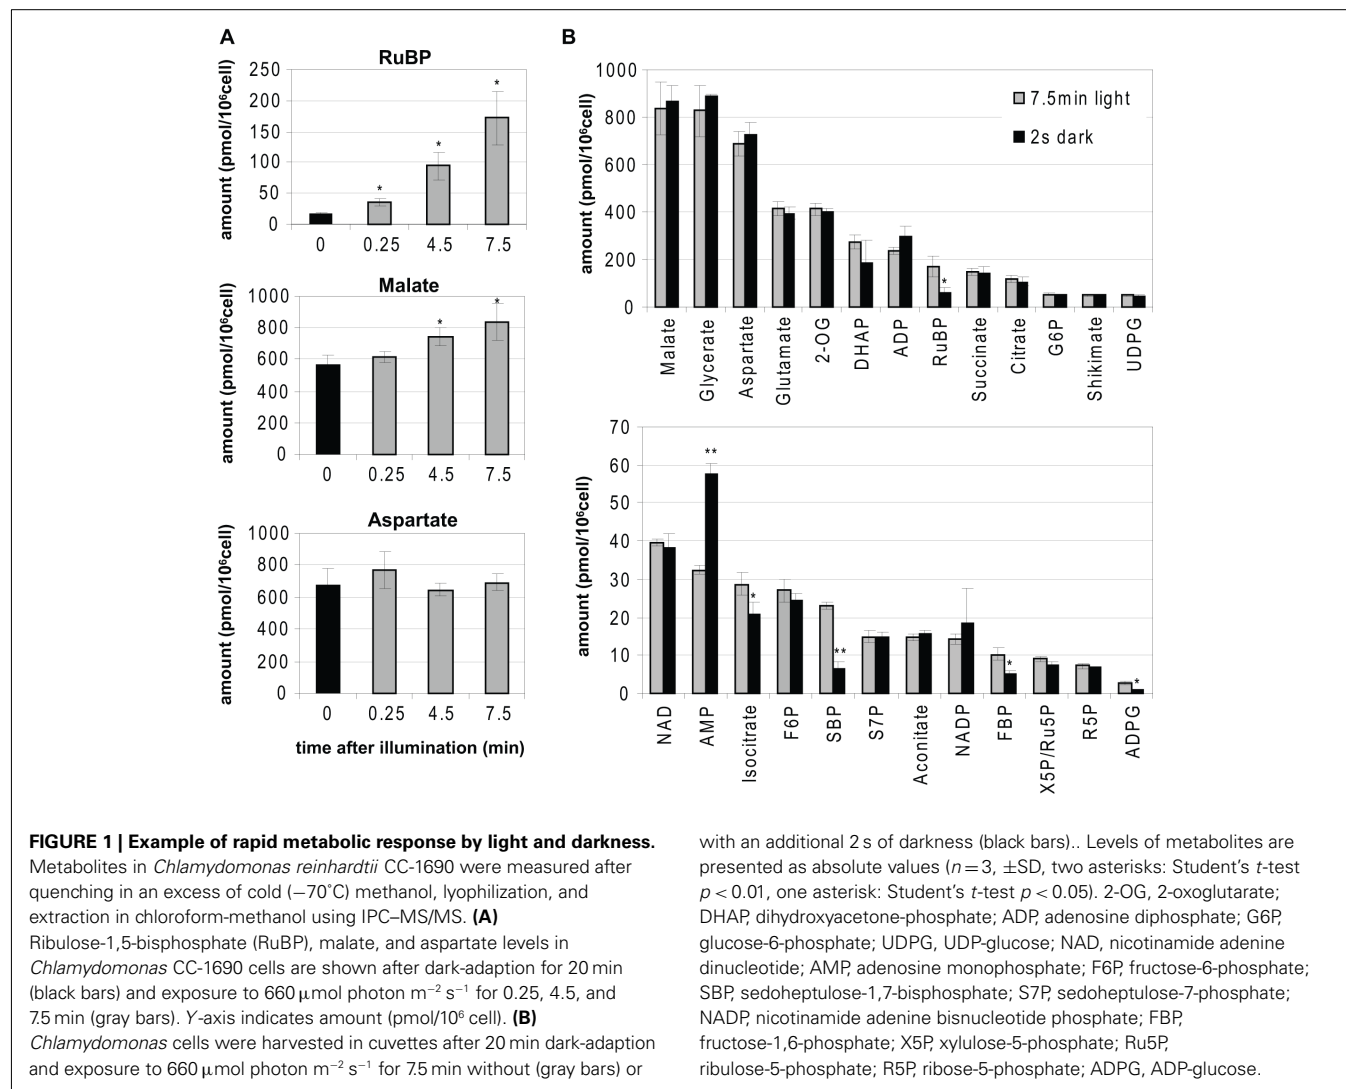 A
RuBP
amount (pmol/10⁶cell)
250
200
150
100
50
0
*
*
*
0 0.25 4.5 7.5
Malate
amount (pmol/10⁶cell)
1000
800
600
400
200
0
*
*
0 0.25 4.5 7.5
Aspartate
amount (pmol/10⁶cell)
1000
800
600
400
200
0
0 0.25 4.5 7.5
time after illumination (min)
B
amount (pmol/10⁶cell)
1000
800
600
400
200
0
7.5min light
2s dark
*
Malate
Glycerate
Aspartate
Glutamate
2-OG
DHAP
ADP
RuBP
Succinate
Citrate
G6P
Shikimate
UDPG
amount (pmol/10⁶cell)
70
60
50
40
30
20
10
0
**
*
**
*
*
NAD
AMP
Isocitrate
F6P
SBP
S7P
Aconitate
NADP
FBP
X5P/Ru5P
R5P
ADPG
FIGURE 1 | Example of rapid metabolic response by light and darkness.
Metabolites in Chlamydomonas reinhardtii CC-1690 were measured after
quenching in an excess of cold (−70°C) methanol, lyophilization, and
extraction in chloroform-methanol using IPC–MS/MS. (A)
Ribulose-1,5-bisphosphate (RuBP), malate, and aspartate levels in
Chlamydomonas CC-1690 cells are shown after dark-adaption for 20 min
(black bars) and exposure to 660 μmol photon m⁻² s⁻¹ for 0.25, 4.5, and
7.5 min (gray bars). Y-axis indicates amount (pmol/10⁶ cell). (B)
Chlamydomonas cells were harvested in cuvettes after 20 min dark-adaption
and exposure to 660 μmol photon m⁻² s⁻¹ for 7.5 min without (gray bars) or
with an additional 2 s of darkness (black bars).. Levels of metabolites are
presented as absolute values (n = 3, ±SD, two asterisks: Student's t-test
p < 0.01, one asterisk: Student's t-test p < 0.05). 2-OG, 2-oxoglutarate;
DHAP, dihydroxyacetone-phosphate; ADP, adenosine diphosphate; G6P,
glucose-6-phosphate; UDPG, UDP-glucose; NAD, nicotinamide adenine
dinucleotide; AMP, adenosine monophosphate; F6P, fructose-6-phosphate;
SBP, sedoheptulose-1,7-bisphosphate; S7P, sedoheptulose-7-phosphate;
NADP, nicotinamide adenine bisnucleotide phosphate; FBP,
fructose-1,6-phosphate; X5P, xylulose-5-phosphate; Ru5P,
ribulose-5-phosphate; R5P, ribose-5-phosphate; ADPG, ADP-glucose.